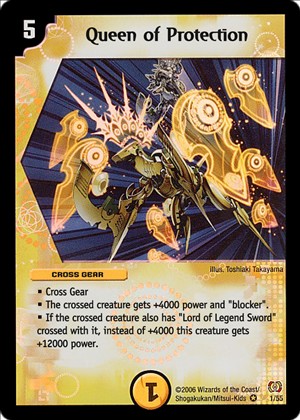 5 Queen of Protection
Illus. Toshiaki Takayama
CROSS GEAR
▪ Cross Gear
▪ The crossed creature gets +4000 power and "blocker".
▪ If the crossed creature also has "Lord of Legend Sword"
crossed with it, instead of +4000 this creature gets
+12000 power.
1
©2006 Wizards of the Coast/
Shogakukan/Mitsui-Kids ✪ 1/55